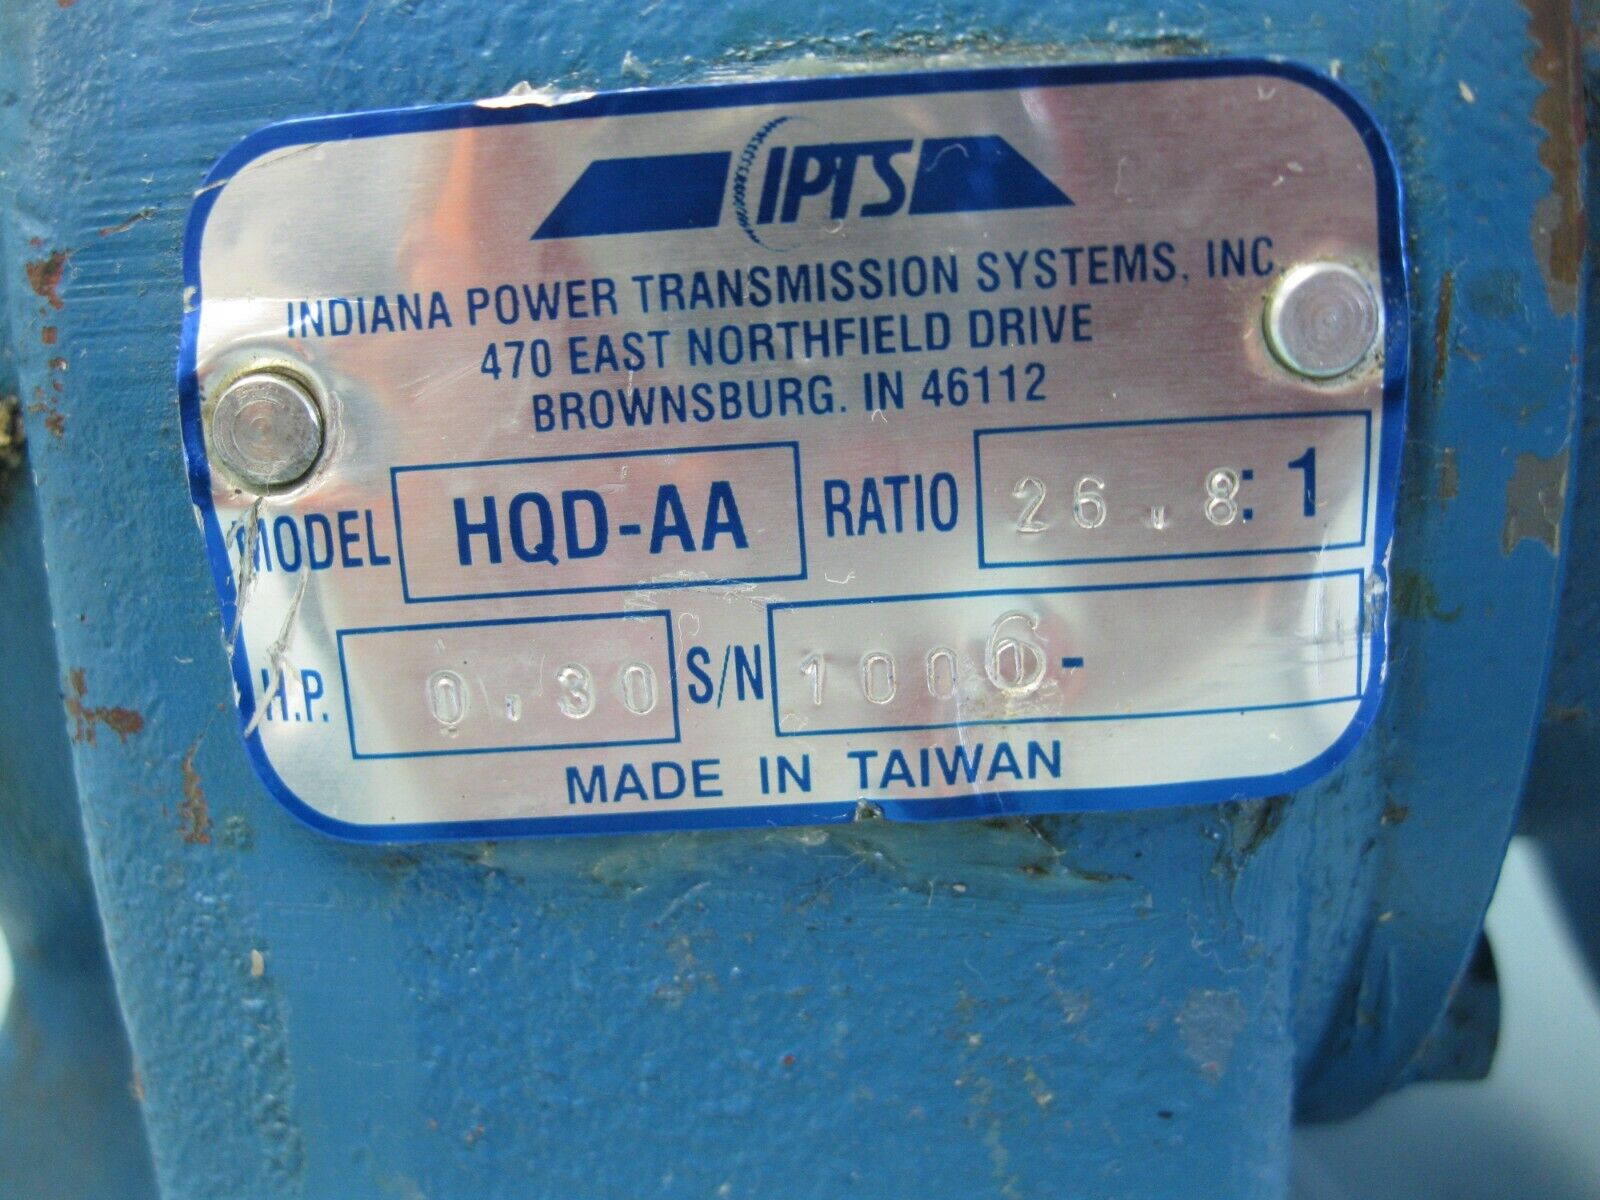 IPTS
INDIANA POWER TRANSMISSION SYSTEMS, INC.
470 EAST NORTHFIELD DRIVE
BROWNSBURG. IN 46112
MODEL HQD-AA RATIO 26.8:1
H.P. 0.30 S/N 1006-
MADE IN TAIWAN